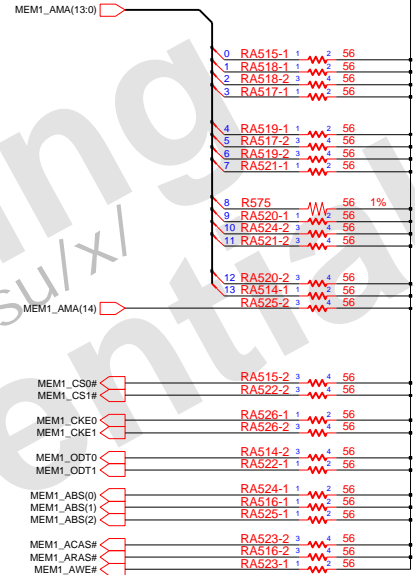 MEM1_AMA(13:0)
0 RA515-1 1 2 56
1 RA518-1 1 2 56
2 RA518-2 3 4 56
3 RA517-1 1 2 56
4 RA519-1 1 2 56
5 RA517-2 3 4 56
6 RA519-2 3 4 56
7 RA521-1 1 2 56
8 R575 56 1%
9 RA520-1 1 2 56
10 RA524-2 3 4 56
11 RA521-2 3 4 56
12 RA520-2 3 4 56
13 RA514-1 1 2 56
MEM1_AMA(14) RA525-2 3 4 56
MEM1_CS0# RA515-2 3 4 56
MEM1_CS1# RA522-2 3 4 56
MEM1_CKE0 RA526-1 1 2 56
MEM1_CKE1 RA526-2 3 4 56
MEM1_ODT0 RA514-2 3 4 56
MEM1_ODT1 RA522-1 1 2 56
MEM1_ABS(0) RA524-1 1 2 56
MEM1_ABS(1) RA516-1 1 2 56
MEM1_ABS(2) RA525-1 1 2 56
MEM1_ACAS# RA523-2 3 4 56
MEM1_ARAS# RA516-2 3 4 56
MEM1_AWE# RA523-1 1 2 56